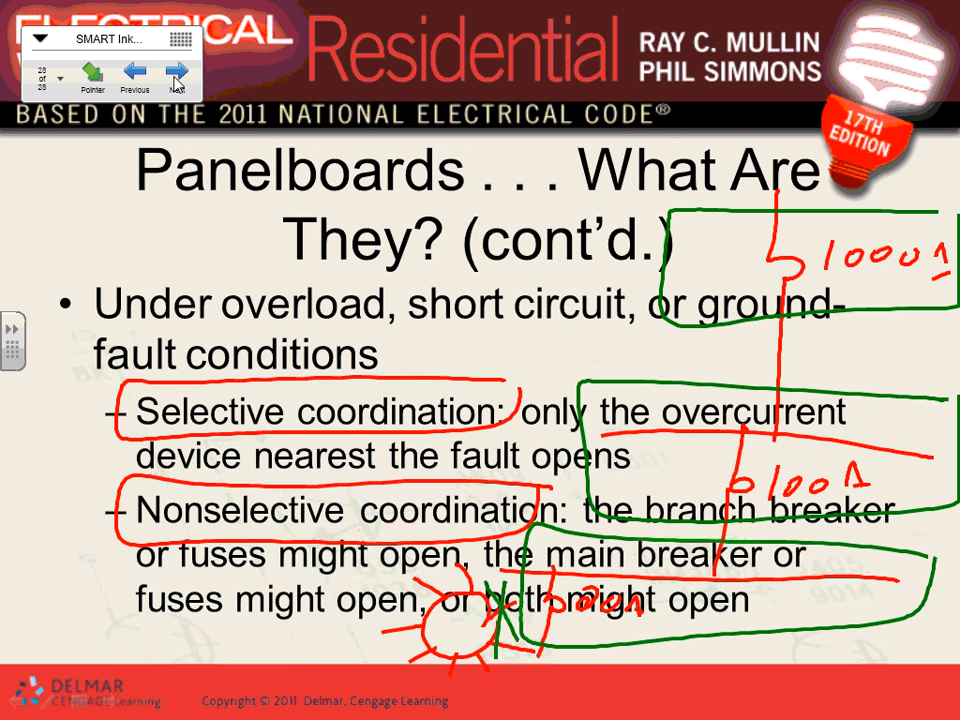 ELECTRICAL
Residential
RAY C. MULLIN
PHIL SIMMONS
SMART Ink...
28
of
28
Pointer
Previous
Next
BASED ON THE 2011 NATIONAL ELECTRICAL CODE®
17TH
EDITION
Panelboards . . . What Are
They? (cont’d.)
1000A
• Under overload, short circuit, or ground-
fault conditions
– Selective coordination: only the overcurrent
device nearest the fault opens
100A
– Nonselective coordination: the branch breaker
or fuses might open, the main breaker or
fuses might open, or both might open
DELMAR
CENGAGE Learning
Copyright © 2011 Delmar, Cengage Learning